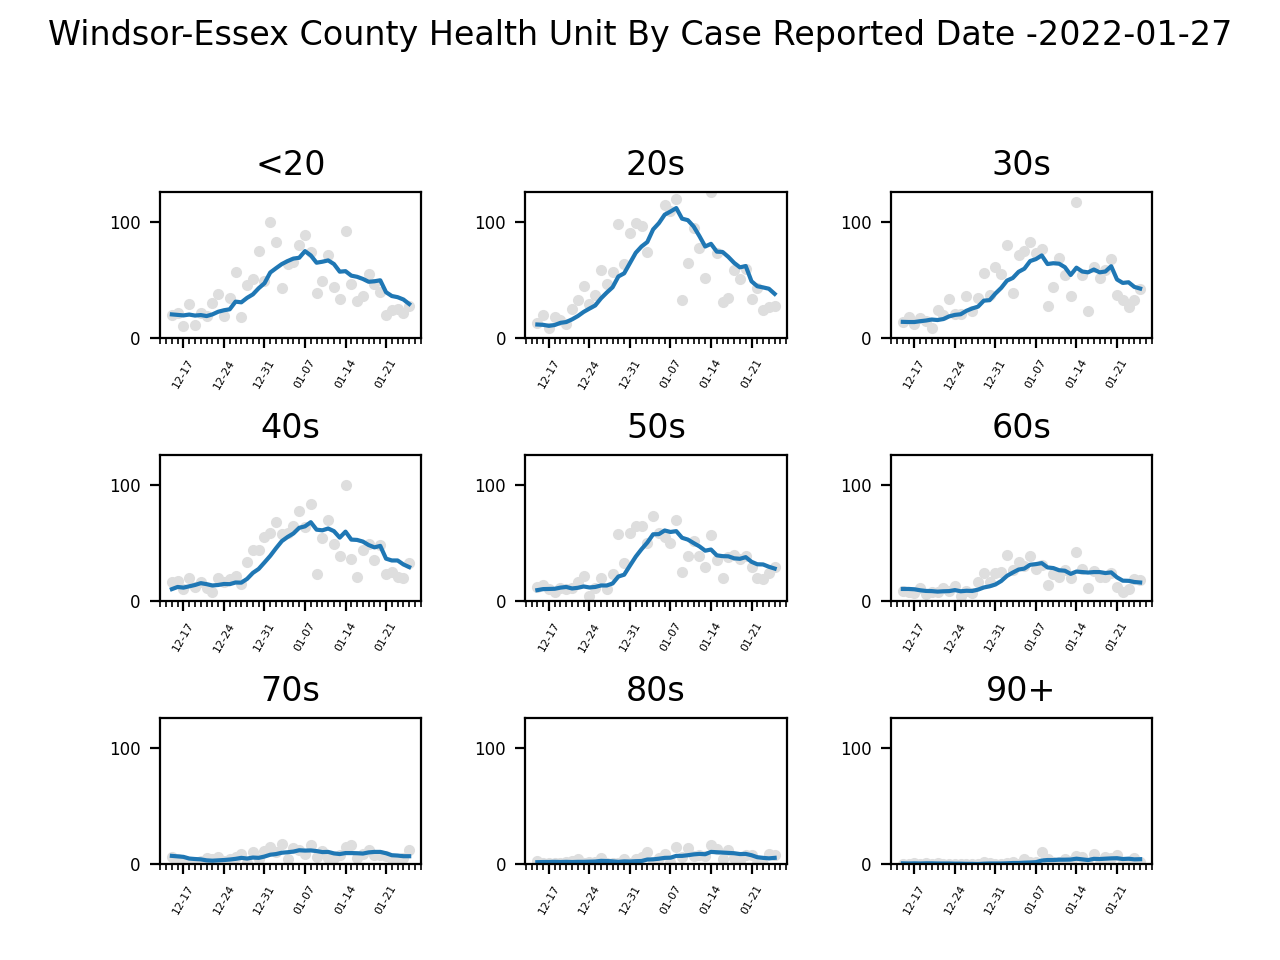 Windsor-Essex County Health Unit By Case Reported Date -2022-01-27
<20 20s 30s
100 100 100
0 0 0
12-17 12-24 12-31 01-07 01-14 01-21 12-17 12-24 12-31 01-07 01-14 01-21 12-17 12-24 12-31 01-07 01-14 01-21
40s 50s 60s
100 100 100
0 0 0
12-17 12-24 12-31 01-07 01-14 01-21 12-17 12-24 12-31 01-07 01-14 01-21 12-17 12-24 12-31 01-07 01-14 01-21
70s 80s 90+
100 100 100
0 0 0
12-17 12-24 12-31 01-07 01-14 01-21 12-17 12-24 12-31 01-07 01-14 01-21 12-17 12-24 12-31 01-07 01-14 01-21